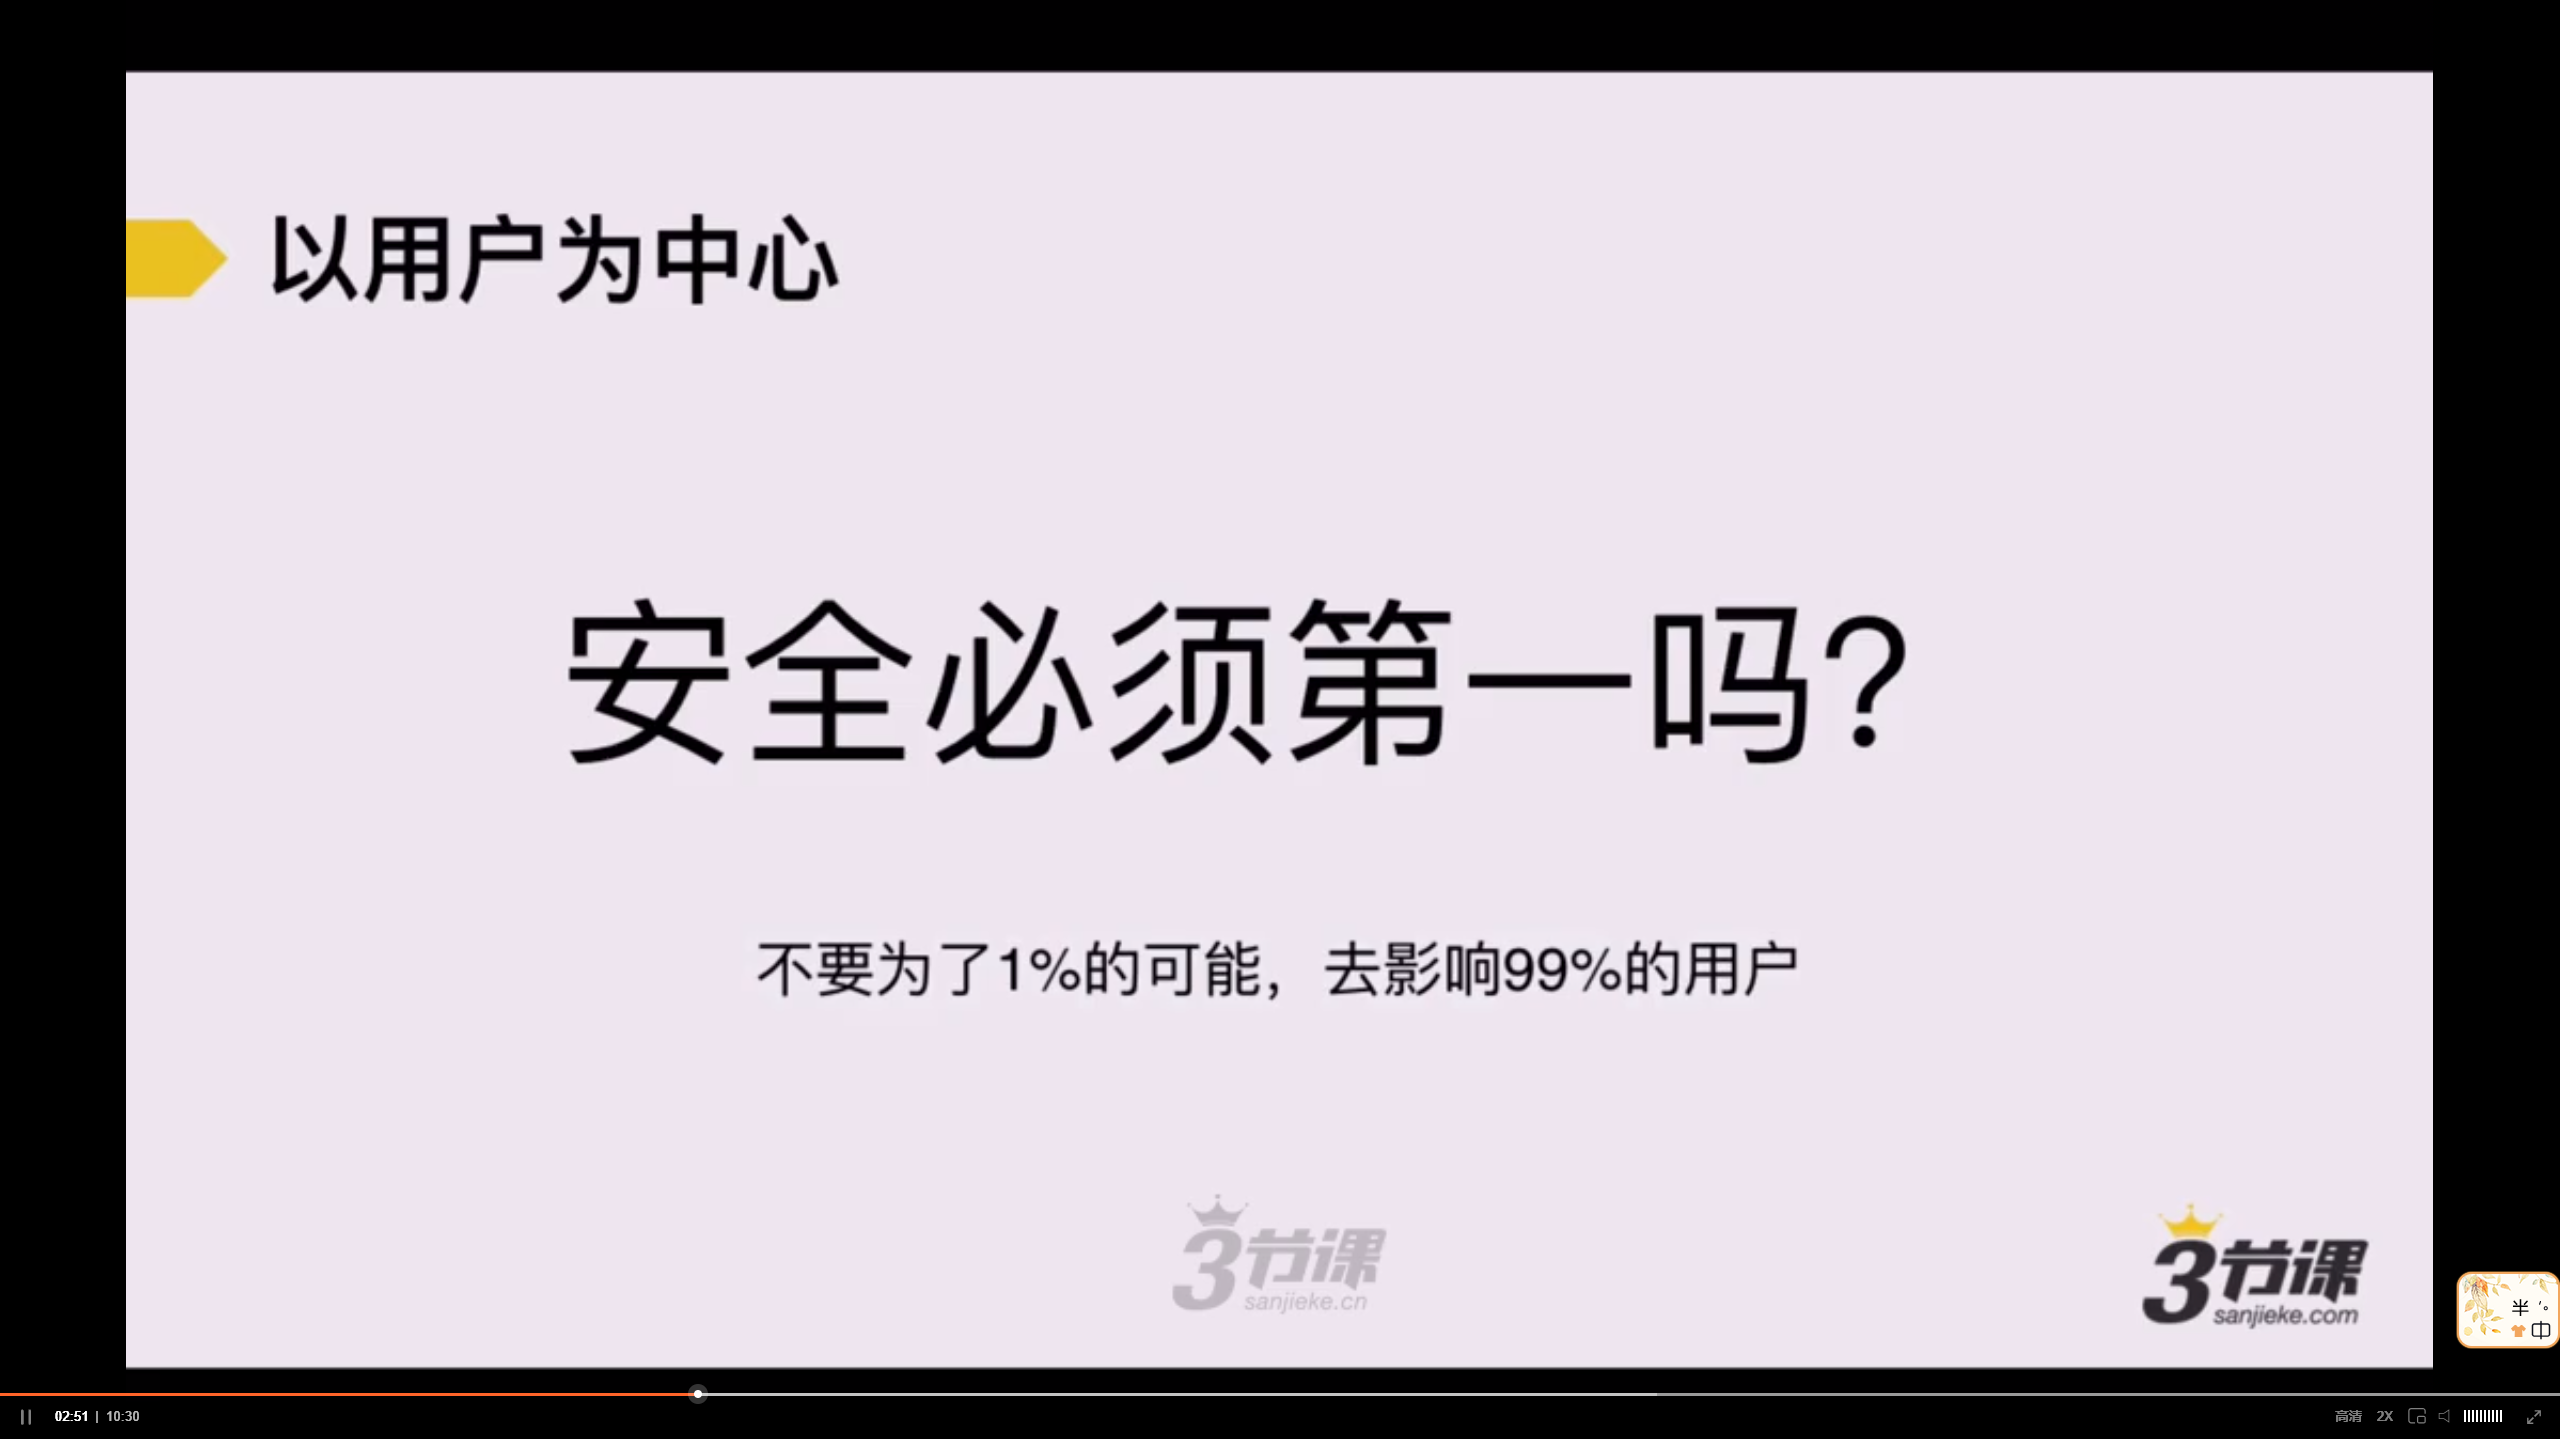 以用户为中心
安全必须第一吗?
不要为了1%的可能，去影响99%的用户
3节课
sanjieke.cn
3节课
sanjieke.com
半
中
02:51 | 10:30
高清 2X